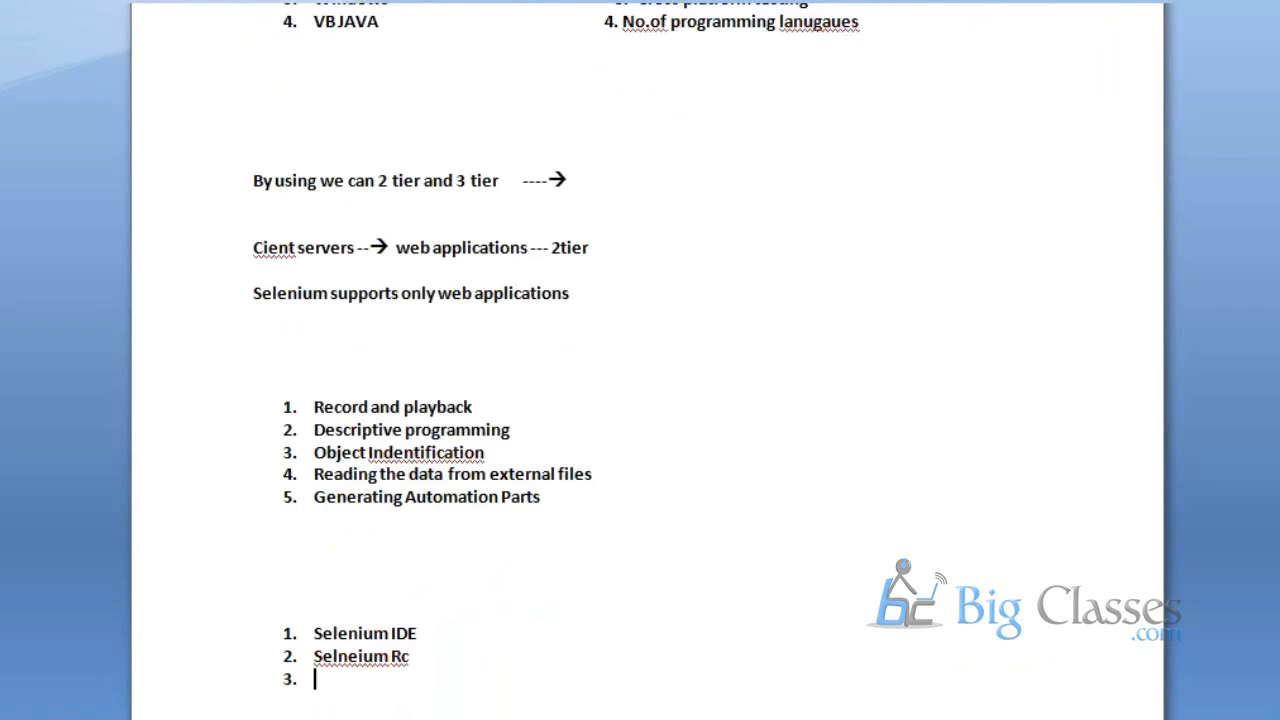 4. VBJAVA 4. No.of programming lanugaues
By using we can 2 tier and 3 tier ----→
Cient servers --→ web applications --- 2tier
Selenium supports only web applications
1. Record and playback
2. Descriptive programming
3. Object Indentification
4. Reading the data from external files
5. Generating Automation Parts
1. Selenium IDE
2. Selneium Rc
3.
bc Big Classes
.com